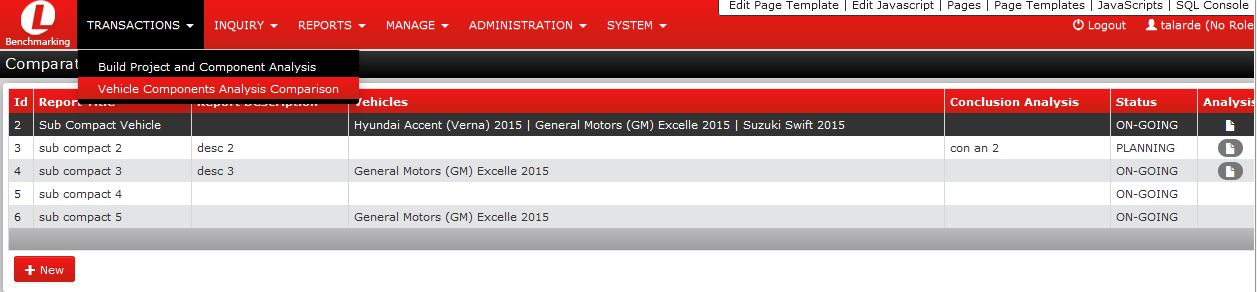 Edit Page Template | Edit Javascript | Pages | Page Templates | JavaScripts | SQL Console
L
Benchmarking
TRANSACTIONS INQUIRY REPORTS MANAGE ADMINISTRATION SYSTEM
Logout talarde (No Role
Comparat
Build Project and Component Analysis
Vehicle Components Analysis Comparison
Id Report Title Report Description Vehicles Conclusion Analysis Status Analysis
2 Sub Compact Vehicle Hyundai Accent (Verna) 2015 | General Motors (GM) Excelle 2015 | Suzuki Swift 2015 ON-GOING
3 sub compact 2 desc 2 con an 2 PLANNING
4 sub compact 3 desc 3 General Motors (GM) Excelle 2015 ON-GOING
5 sub compact 4 ON-GOING
6 sub compact 5 General Motors (GM) Excelle 2015 ON-GOING
+ New